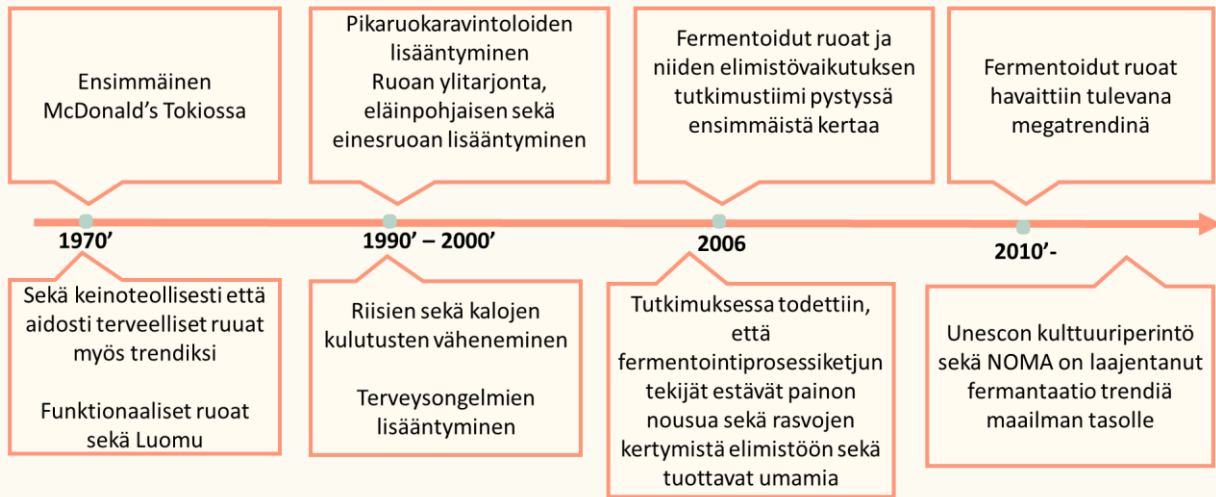 Ensimmäinen
McDonald's Tokiossa
Pikaruokaravintoloiden
lisääntyminen
Ruoan ylitarjonta,
eläinpohjaisen sekä
einesruoan lisääntyminen
Fermentoidut ruoat ja
niiden elimistövaikutuksen
tutkimustiimi pystyssä
ensimmäistä kertaa
Fermentoidut ruoat
havaittiin tulevana
megatrendinä
1970'
1990' – 2000'
2006
2010'-
Sekä keinoteollisesti että
aidosti terveelliset ruuat
myös trendiksi
Funktionaaliset ruoat
sekä Luomu
Riisien sekä kalojen
kulutusten väheneminen
Terveysongelmien
lisääntyminen
Tutkimuksessa todettiin,
että
fermentointiprosessiketjun
tekijät estävät painon
nousua sekä rasvojen
kertymistä elimistöön sekä
tuottavat umamia
Unescon kulttuuriperintö
sekä NOMA on laajentanut
fermantaatio trendiä
maailman tasolle